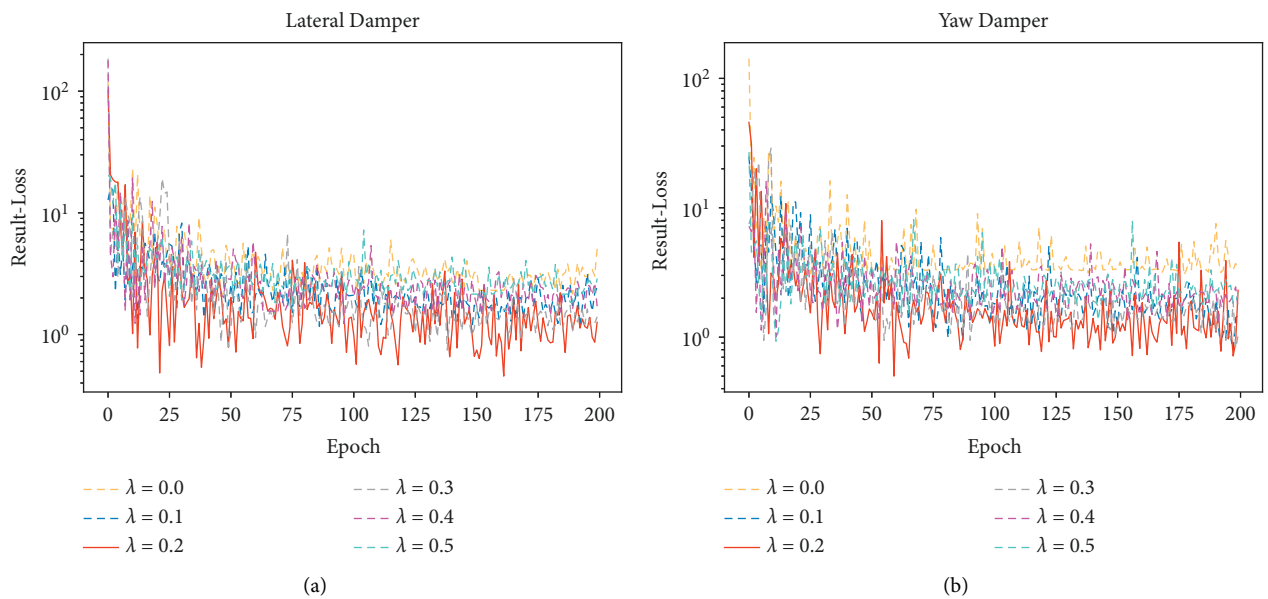 Lateral Damper
Result-Loss
10²
10¹
10⁰
0 25 50 75 100 125 150 175 200
Epoch
λ = 0.0
λ = 0.1
λ = 0.2
λ = 0.3
λ = 0.4
λ = 0.5
(a)
Yaw Damper
Result-Loss
10²
10¹
10⁰
0 25 50 75 100 125 150 175 200
Epoch
λ = 0.0
λ = 0.1
λ = 0.2
λ = 0.3
λ = 0.4
λ = 0.5
(b)